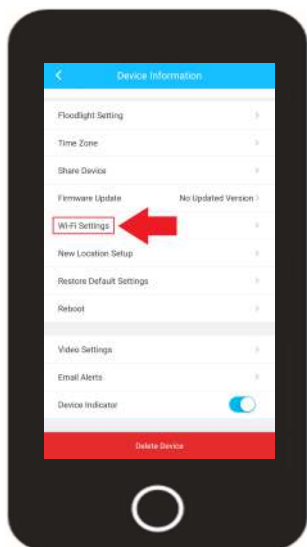 Device Information
Floodlight Setting
Time Zone
Share Device
Firmware Update No Updated Version
Wi-Fi Settings
New Location Setup
Restore Default Settings
Reboot
Video Settings
Email Alerts
Device Indicator
Delete Device